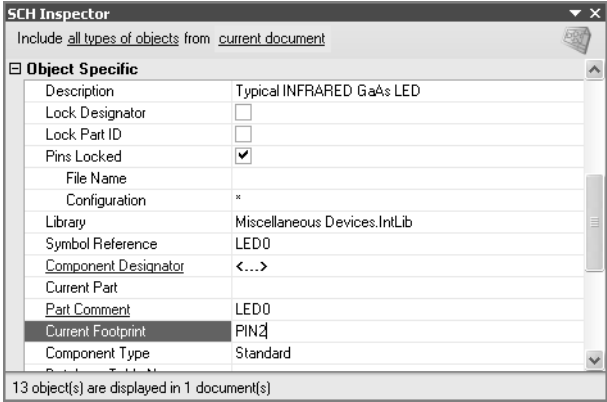 SCH Inspector
Include all types of objects from current document
Object Specific
Description Typical INFRARED GaAs LED
Lock Designator
Lock Part ID
Pins Locked
File Name
Configuration *
Library Miscellaneous Devices.IntLib
Symbol Reference LED0
Component Designator <...>
Current Part
Part Comment LED0
Current Footprint PIN2
Component Type Standard
13 object(s) are displayed in 1 document(s)